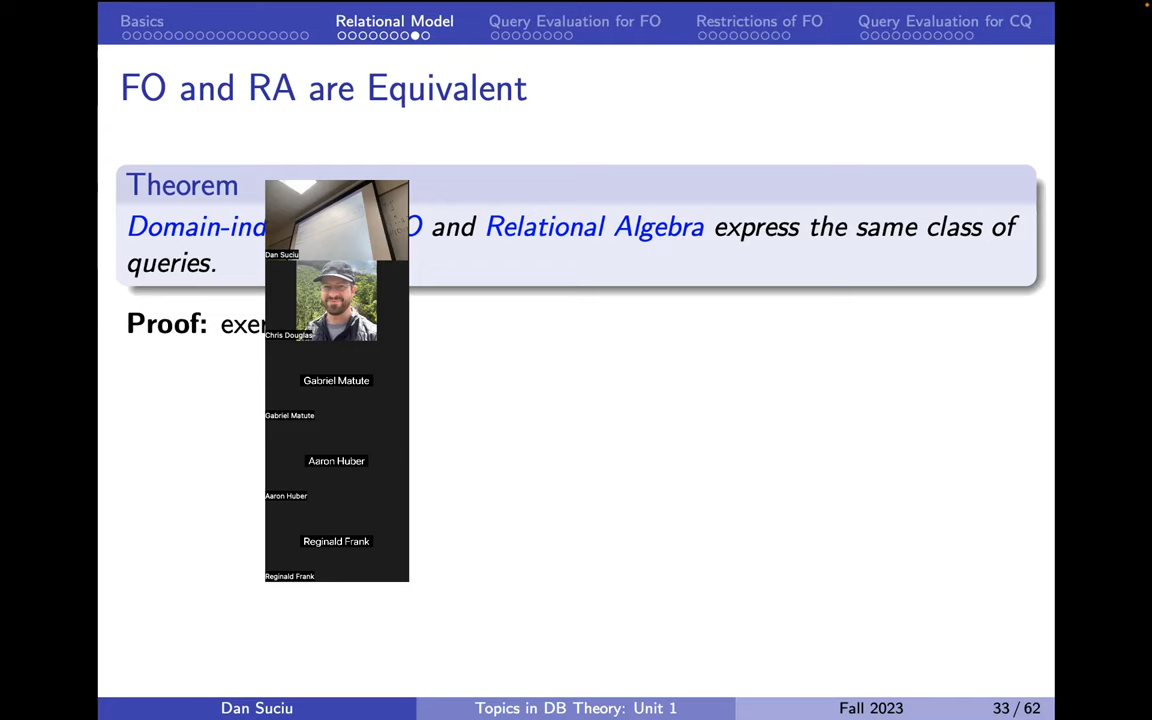 Basics Relational Model Query Evaluation for FO Restrictions of FO Query Evaluation for CQ
FO and RA are Equivalent
Theorem
Domain-ind O and Relational Algebra express the same class of
queries.
Proof: exer
Dan Suciu
Chris Douglas
Gabriel Matute
Gabriel Matute
Aaron Huber
Aaron Huber
Reginald Frank
Reginald Frank
Dan Suciu Topics in DB Theory: Unit 1 Fall 2023 33 / 62